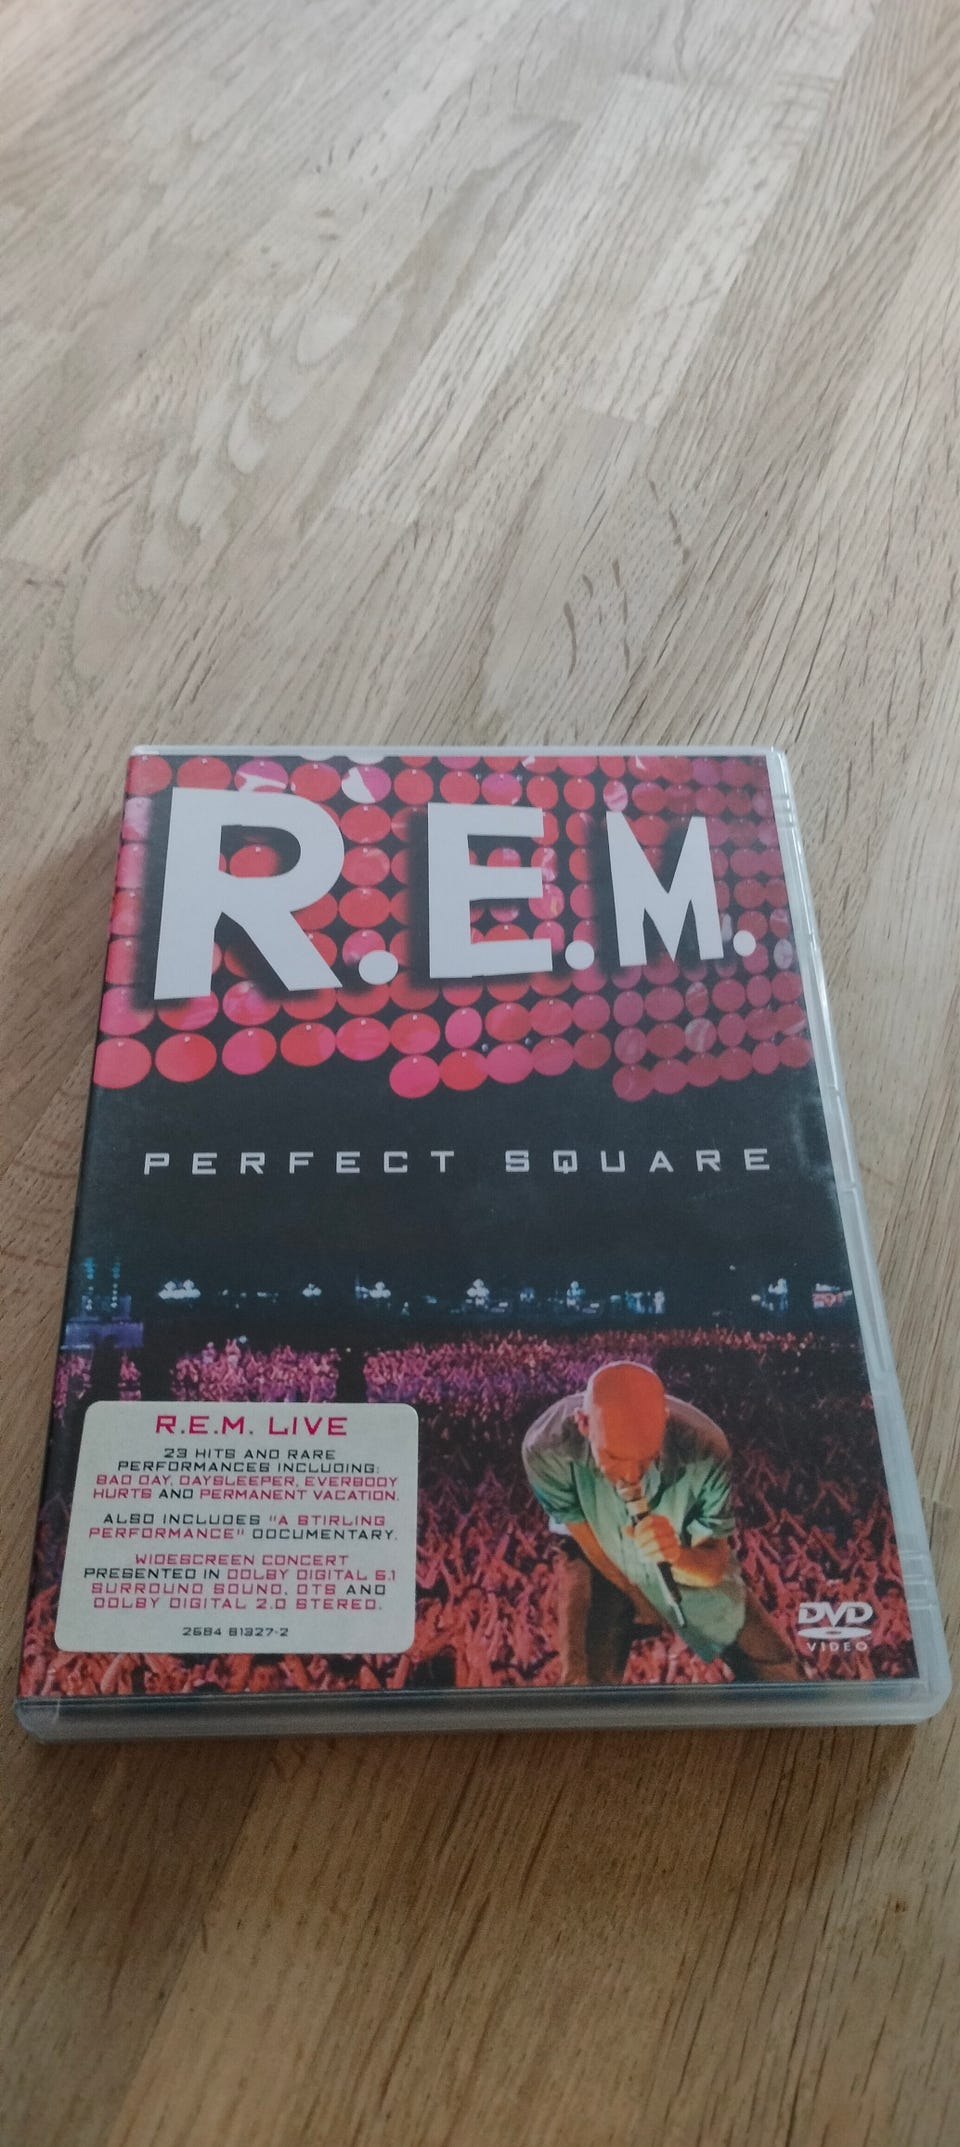 R.E.M.
PERFECT SQUARE
R.E.M. LIVE
23 HITS AND RARE
PERFORMANCES INCLUDING:
BAD DAY, DAYSLEEPER, EVERBODY
HURTS AND PERMANENT VACATION.
ALSO INCLUDES "A STIRLING
PERFORMANCE" DOCUMENTARY.
WIDESCREEN CONCERT
PRESENTED IN DOLBY DIGITAL 5.1
SURROUND SOUND, DTS AND
DOLBY DIGITAL 2.0 STEREO.
2564 61327-2
DVD
VIDEO